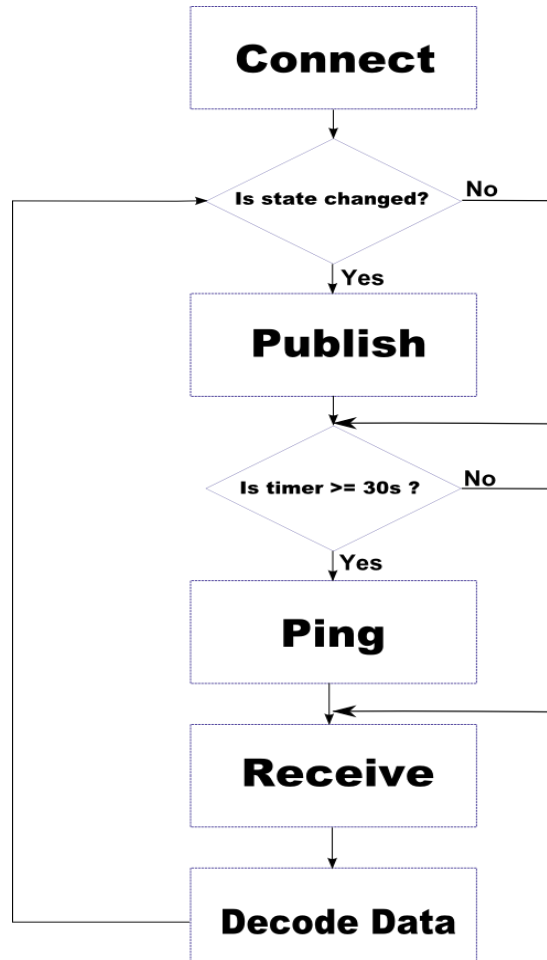 Connect
Is state changed?
No
Yes
Publish
Is timer >= 30s ?
No
Yes
Ping
Receive
Decode Data